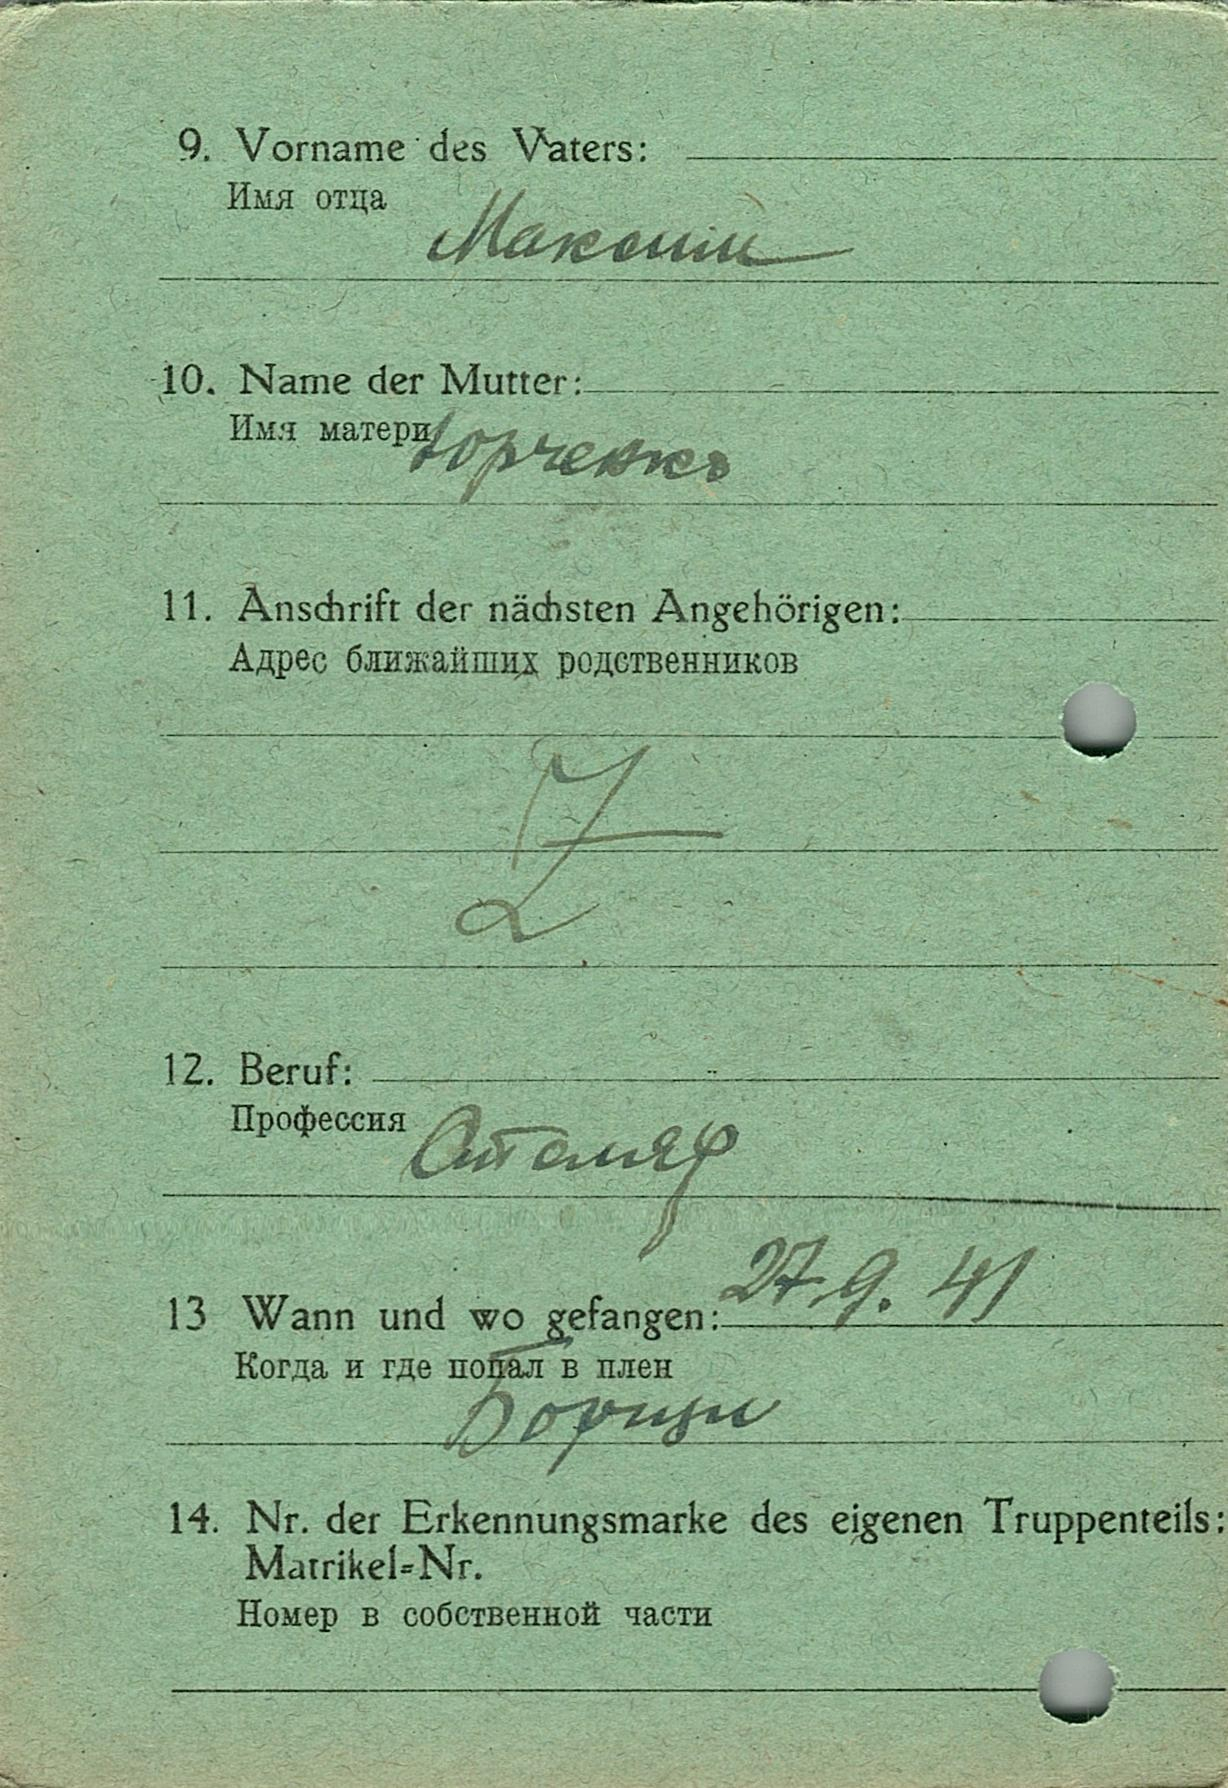 9. Vorname des Vaters:
Имя отца
Максим
10. Name der Mutter:
Имя матери
11. Anschrift der nächsten Angehörigen:
Адрес ближайших родственников
Z
12. Beruf:
Профессия
Столяр
27.9.41
13 Wann und wo gefangen:
Когда и где попал в плен
14. Nr. der Erkennungsmarke des eigenen Truppenteils:
Matrikel=Nr.
Номер в собственной части